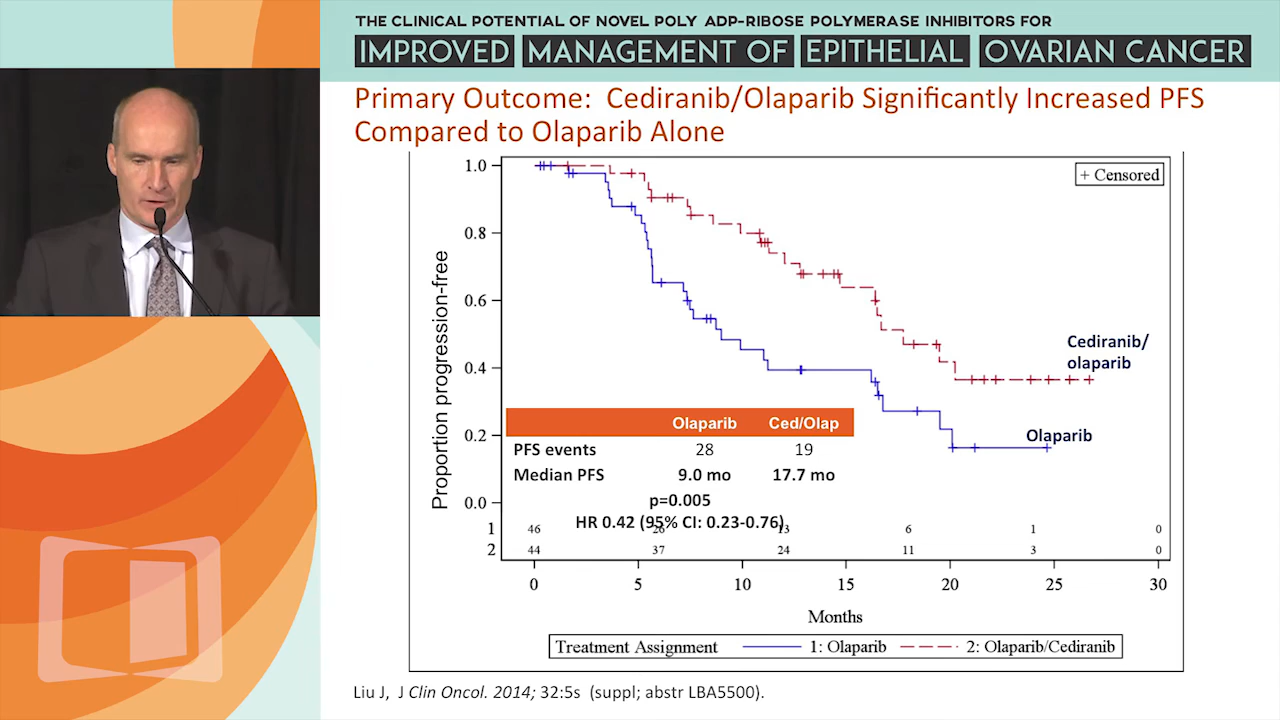 THE CLINICAL POTENTIAL OF NOVEL POLY ADP-RIBOSE POLYMERASE INHIBITORS FOR
IMPROVED MANAGEMENT OF EPITHELIAL OVARIAN CANCER
Primary Outcome: Cediranib/Olaparib Significantly Increased PFS
Compared to Olaparib Alone
Proportion progression-free
1.0
0.8
0.6
0.4
0.2
0.0
+ Censored
Cediranib/
olaparib
Olaparib
Olaparib Ced/Olap
PFS events 28 19
Median PFS 9.0 mo 17.7 mo
p=0.005
HR 0.42 (95% CI: 0.23-0.76)
1 46 26 13 6 1 0
2 44 37 24 11 3 0
0 5 10 15 20 25 30
Months
Treatment Assignment 1: Olaparib 2: Olaparib/Cediranib
Liu J, J Clin Oncol. 2014; 32:5s (suppl; abstr LBA5500).